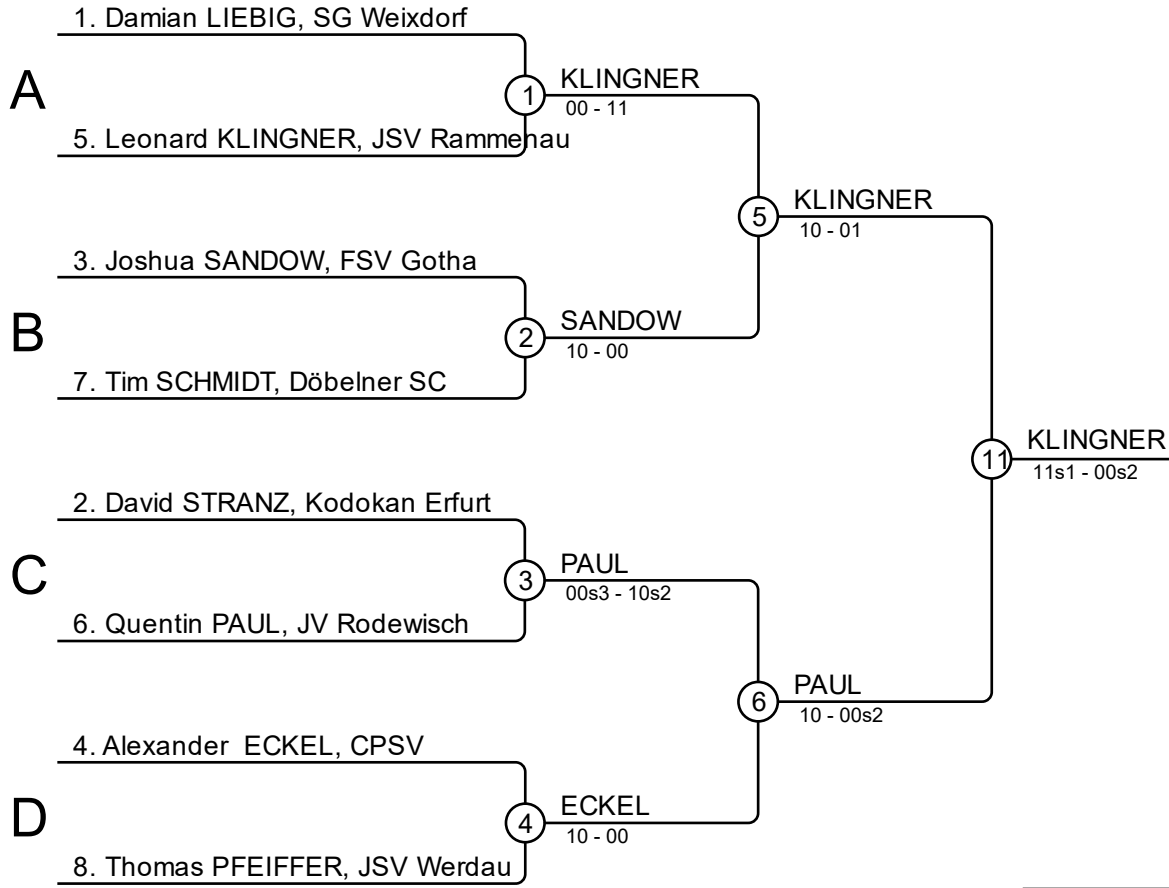 1. Damian LIEBIG, SG Weixdorf
A
1
KLINGNER
00 - 11
5. Leonard KLINGNER, JSV Rammenau
5
KLINGNER
10 - 01
3. Joshua SANDOW, FSV Gotha
B
2
SANDOW
10 - 00
7. Tim SCHMIDT, Döbelner SC
11
KLINGNER
11s1 - 00s2
2. David STRANZ, Kodokan Erfurt
C
3
PAUL
00s3 - 10s2
6. Quentin PAUL, JV Rodewisch
6
PAUL
10 - 00s2
4. Alexander  ECKEL, CPSV
D
4
ECKEL
10 - 00
8. Thomas PFEIFFER, JSV Werdau